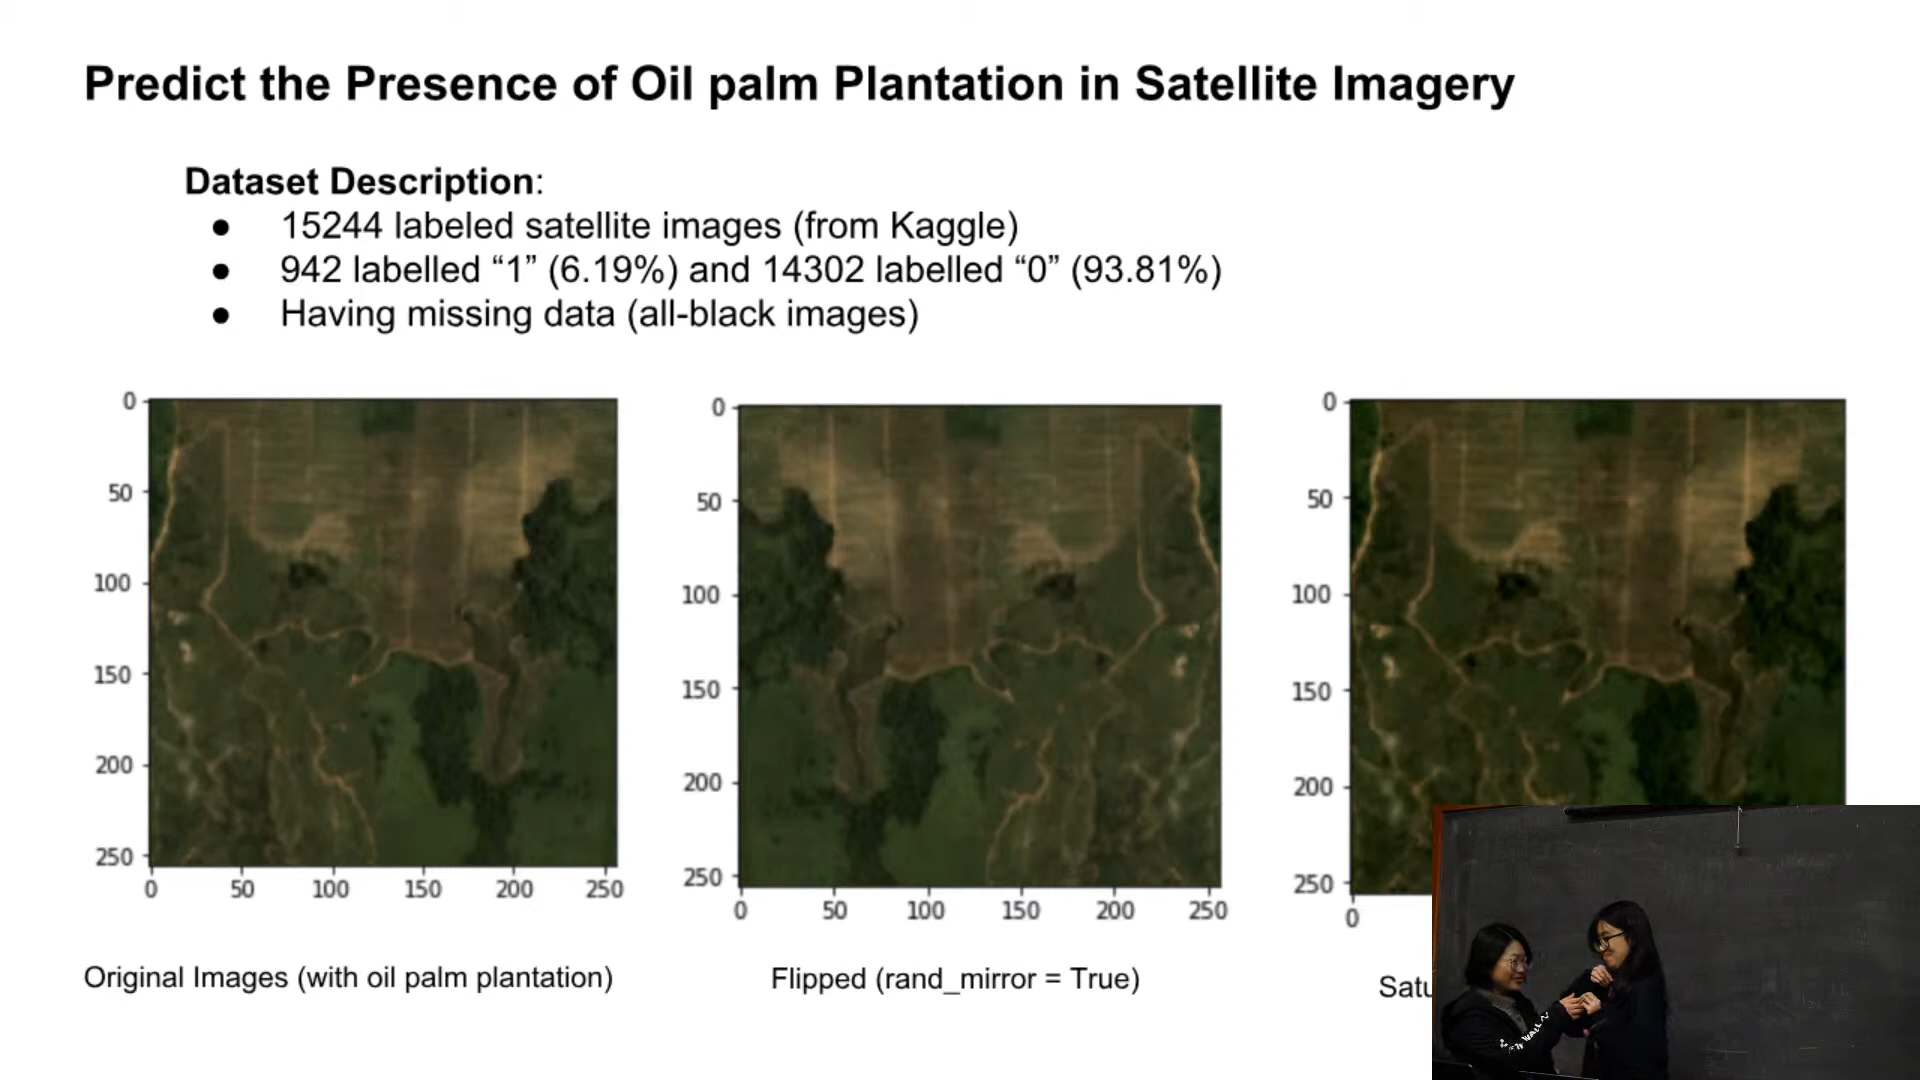 Predict the Presence of Oil palm Plantation in Satellite Imagery
Dataset Description:
● 15244 labeled satellite images (from Kaggle)
● 942 labelled “1” (6.19%) and 14302 labelled “0” (93.81%)
● Having missing data (all-black images)
0
50
100
150
200
250
0 50 100 150 200 250
0
50
100
150
200
250
0 50 100 150 200 250
0
50
100
150
200
250
0
Original Images (with oil palm plantation)
Flipped (rand_mirror = True)
Satu